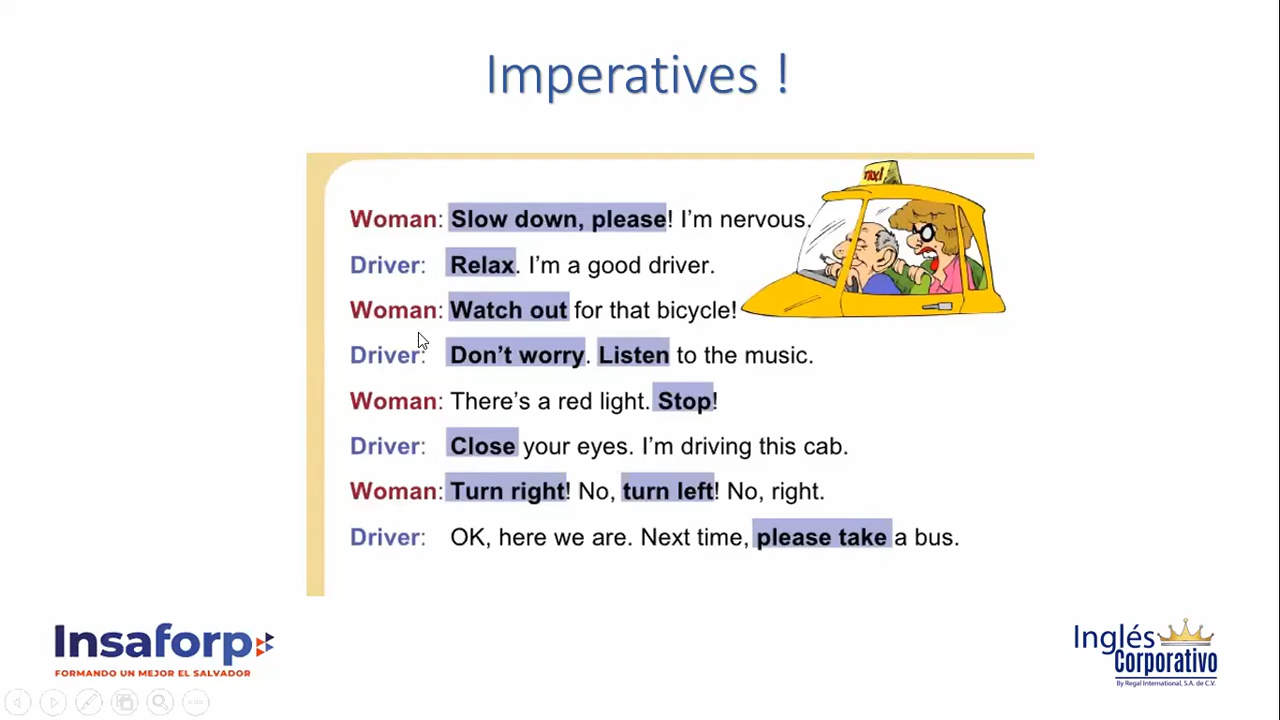 Imperatives !
TAXI
Woman: Slow down, please! I'm nervous.
Driver: Relax. I'm a good driver.
Woman: Watch out for that bicycle!
Driver: Don't worry. Listen to the music.
Woman: There's a red light. Stop!
Driver: Close your eyes. I'm driving this cab.
Woman: Turn right! No, turn left! No, right.
Driver: OK, here we are. Next time, please take a bus.
Insaforp
FORMANDO UN MEJOR EL SALVADOR
Inglés
Corporativo
By Regal International, S.A. de C.V.